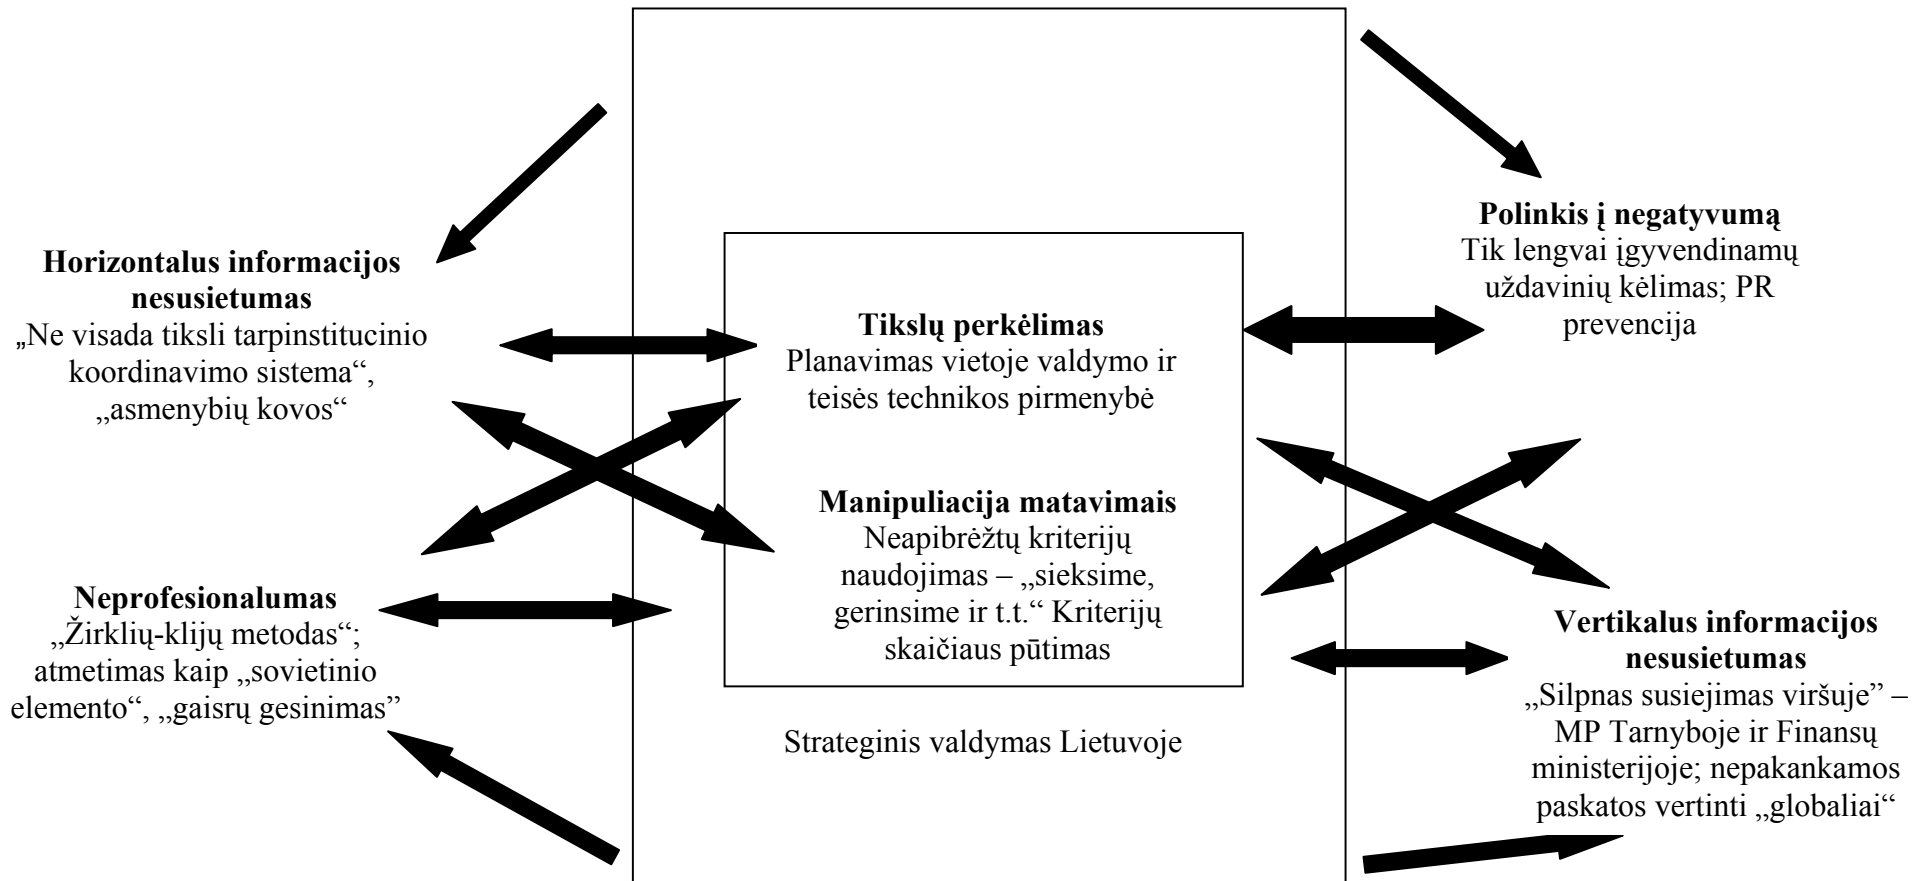 Horizontalus informacijos
nesusietumas
„Ne visada tiksli tarpinstitucinio
koordinavimo sistema“,
„asmenybių kovos“
Neprofesionalumas
„Žirklių-klijų metodas“;
atmetimas kaip „sovietinio
elemento“, „gaisrų gesinimas”
Tikslų perkėlimas
Planavimas vietoje valdymo ir
teisės technikos pirmenybė
Manipuliacija matavimais
Neapibrėžtų kriterijų
naudojimas – „sieksime,
gerinsime ir t.t.“ Kriterijų
skaičiaus pūtimas
Strateginis valdymas Lietuvoje
Polinkis į negatyvumą
Tik lengvai įgyvendinamų
uždavinių kėlimas; PR
prevencija
Vertikalus informacijos
nesusietumas
„Silpnas susiejimas viršuje” –
MP Tarnyboje ir Finansų
ministerijoje; nepakankamos
paskatos vertinti „globaliai“